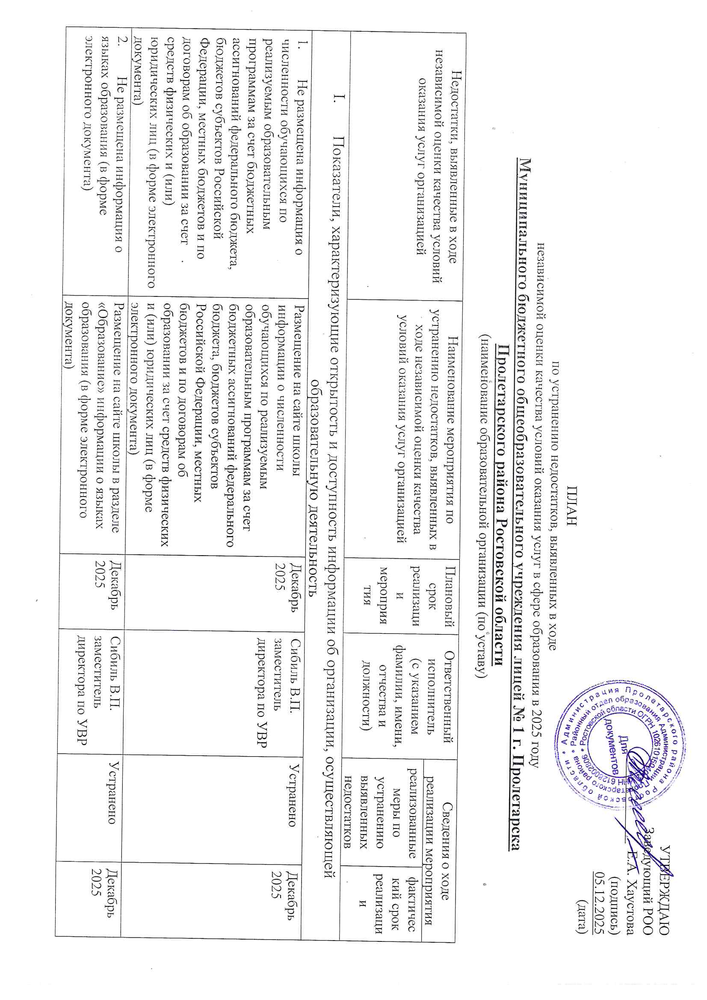 УТВЕРЖДАЮ
Заведующий РОО
Е.А. Хаустова
(подпись)
05.12.2025
(дата)
Администрация Пролетарского района Ростовской области *
Районный отдел образования Администрации Пролетарского района *
Ростовской области ОГРН ИНН 6128002806 *
Для
документов
ПЛАН
по устранению недостатков, выявленных в ходе
независимой оценки качества условий оказания услуг в сфере образования в 2025 году
Муниципального бюджетного общеобразовательного учреждения лицей № 1 г. Пролетарска
Пролетарского района Ростовской области
(наименование образовательной организации (по уставу)
Недостатки, выявленные в ходе
независимой оценки качества условий
оказания услуг организацией
Наименование мероприятия по
устранению недостатков, выявленных в
ходе независимой оценки качества
условий оказания услуг организацией
Плановый
срок
реализаци
и
мероприя
тия
Ответственный
исполнитель
(с указанием
фамилии, имени,
отчества и
должности)
Сведения о ходе
реализации мероприятия
реализованные
меры по
устранению
выявленных
недостатков
фактичес
кий срок
реализаци
и
I. Показатели, характеризующие открытость и доступность информации об организации, осуществляющей
образовательную деятельность
1. Не размещена информация о
численности обучающихся по
реализуемым образовательным
программам за счет бюджетных
ассигнований федерального бюджета,
бюджетов субъектов Российской
Федерации, местных бюджетов и по
договорам об образовании за счет
средств физических и (или)
юридических лиц (в форме электронного
документа)
Размещение на сайте школы
информации о численности
обучающихся по реализуемым
образовательным программам за счет
бюджетных ассигнований федерального
бюджета, бюджетов субъектов
Российской Федерации, местных
бюджетов и по договорам об
образовании за счет средств физических
и (или) юридических лиц (в форме
электронного документа)
Декабрь
2025
Сибиль В.П.
заместитель
директора по УВР
Устранено
Декабрь
2025
2. Не размещена информация о
языках образования (в форме
электронного документа)
Размещение на сайте школы в разделе
«Образование» информации о языках
образования (в форме электронного
документа)
Декабрь
2025
Сибиль В.П.
заместитель
директора по УВР
Устранено
Декабрь
2025